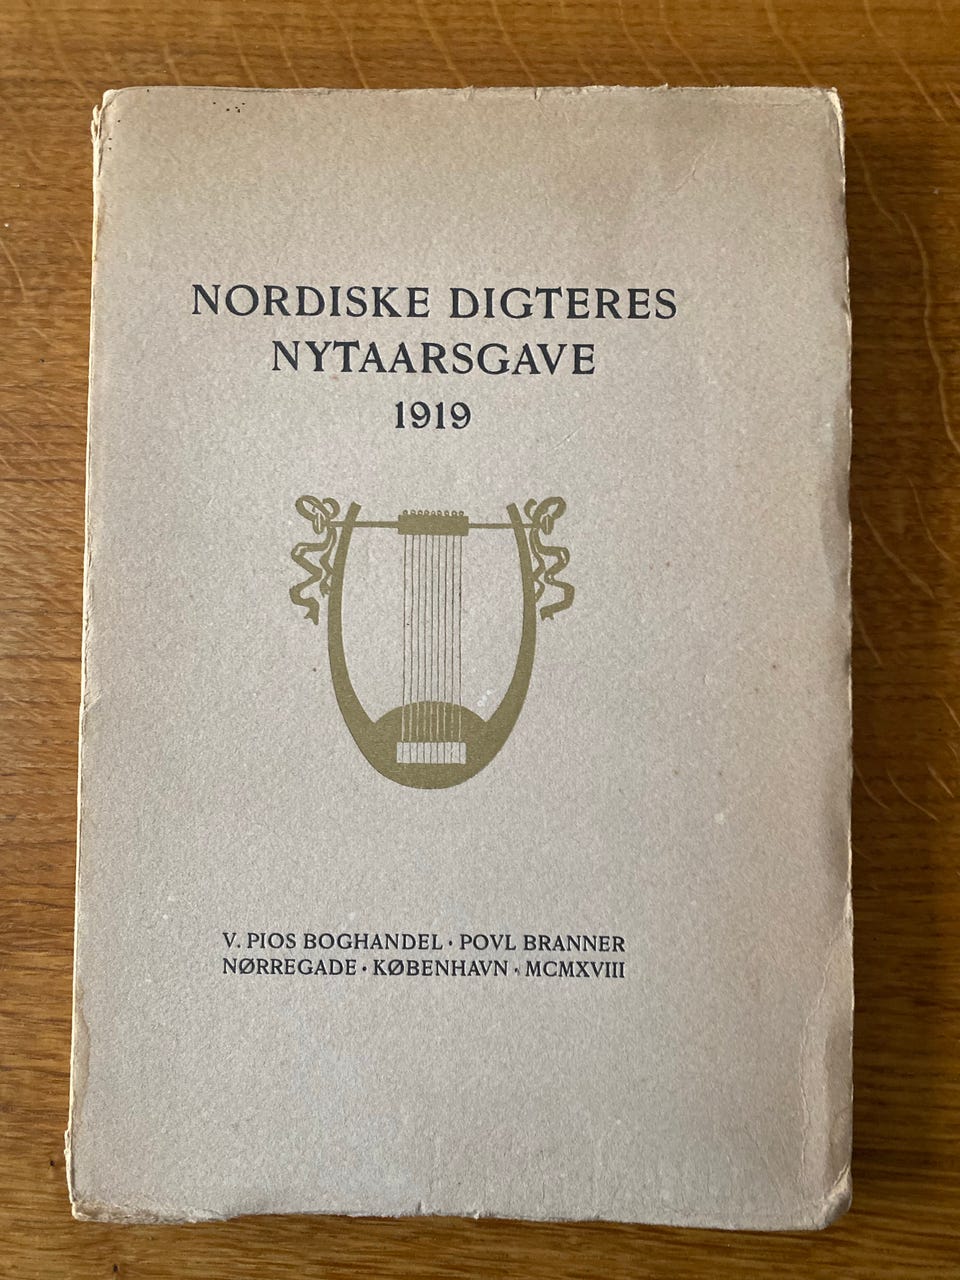 NORDISKE DIGTERES
NYTAARSGAVE
1919
V. PIOS BOGHANDEL · POVL BRANNER
NØRREGADE · KØBENHAVN · MCMXVIII